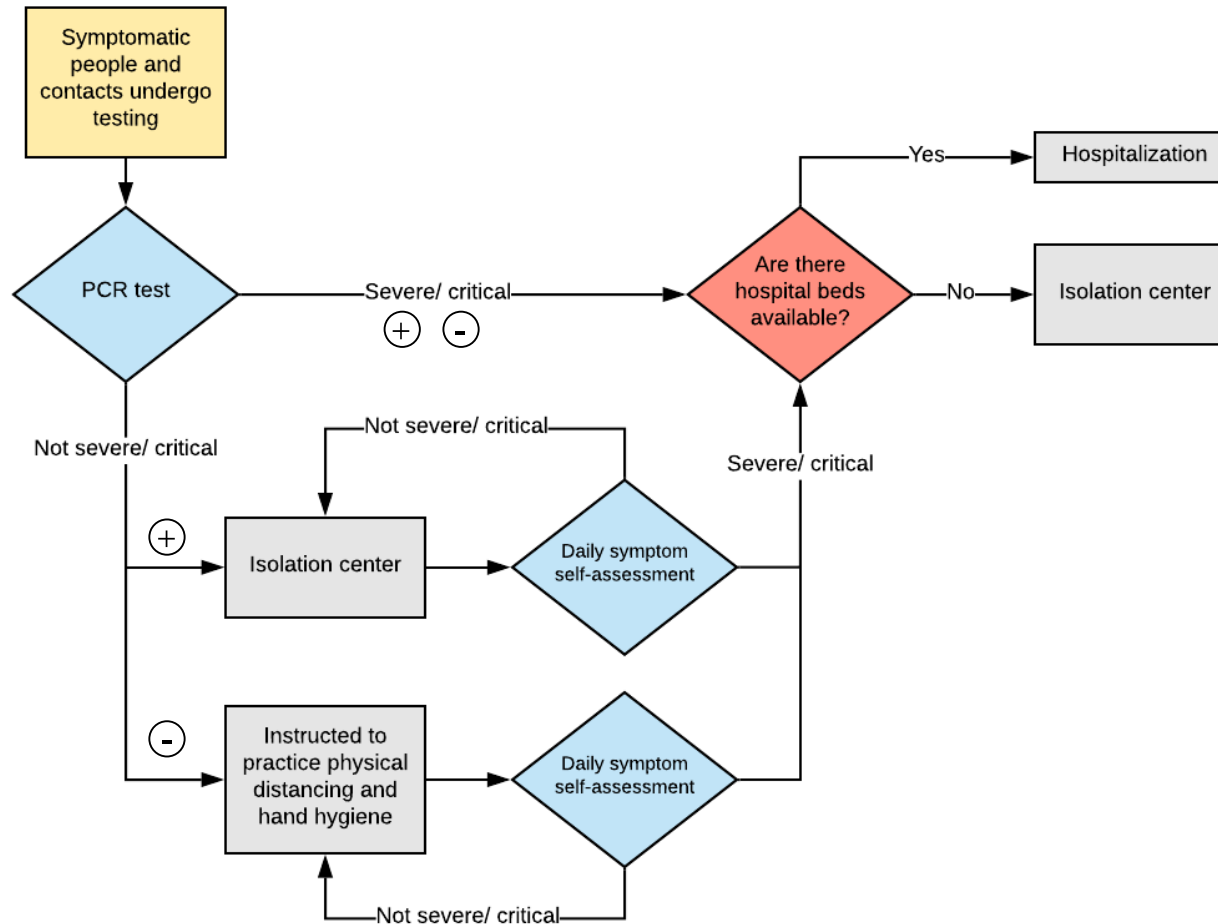 Symptomatic
people and
contacts undergo
testing
PCR test
Severe/ critical
+ -
Are there
hospital beds
available?
Yes
Hospitalization
No
Isolation center
Not severe/ critical
Not severe/ critical
Severe/ critical
+
Isolation center
Daily symptom
self-assessment
-
Instructed to
practice physical
distancing and
hand hygiene
Daily symptom
self-assessment
Not severe/ critical